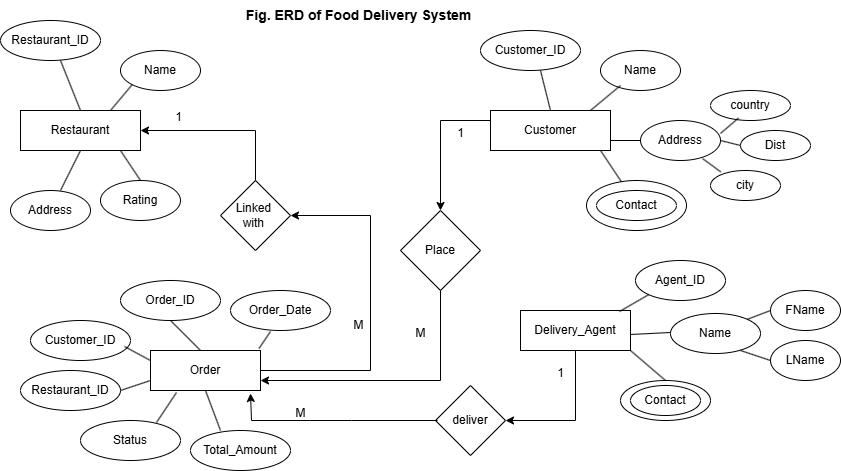 Fig. ERD of Food Delivery System
Restaurant_ID
Name
Restaurant
1
Address
Rating
Linked
with
Customer_ID
Name
Customer
1
Address
country
Dist
city
Contact
Place
M
M
Order_ID
Order_Date
Customer_ID
Restaurant_ID
Order
Status
Total_Amount
Agent_ID
Delivery_Agent
Name
FName
LName
Contact
1
deliver
M